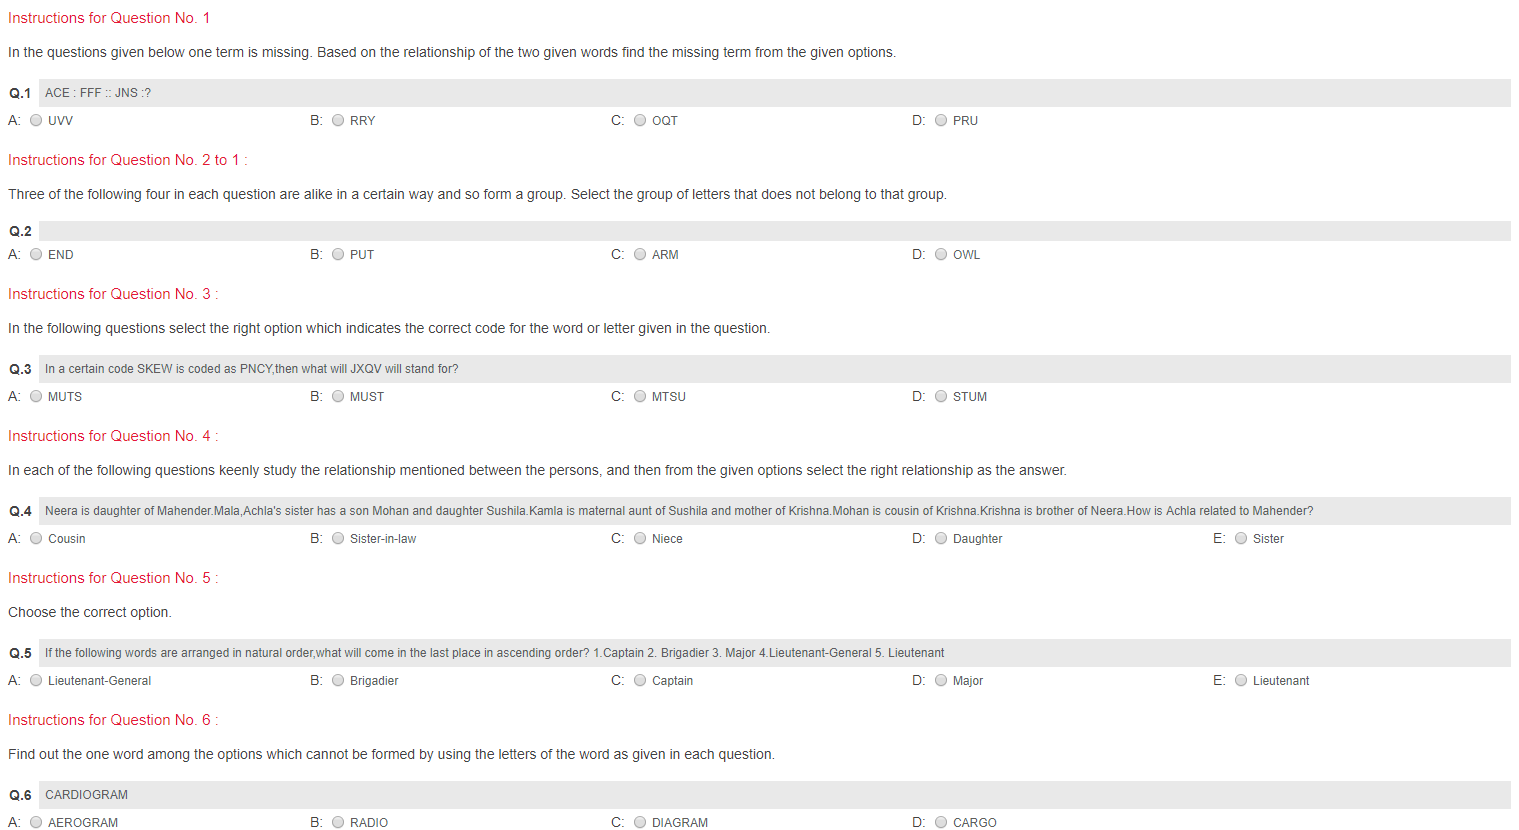 Instructions for Question No. 1
In the questions given below one term is missing. Based on the relationship of the two given words find the missing term from the given options.
Q.1 ACE : FFF :: JNS :?
A: UVV B: RRY C: OQT D: PRU
Instructions for Question No. 2 to 1 :
Three of the following four in each question are alike in a certain way and so form a group. Select the group of letters that does not belong to that group.
Q.2
A: END B: PUT C: ARM D: OWL
Instructions for Question No. 3 :
In the following questions select the right option which indicates the correct code for the word or letter given in the question.
Q.3 In a certain code SKEW is coded as PNCY,then what will JXQV will stand for?
A: MUTS B: MUST C: MTSU D: STUM
Instructions for Question No. 4 :
In each of the following questions keenly study the relationship mentioned between the persons, and then from the given options select the right relationship as the answer.
Q.4 Neera is daughter of Mahender.Mala,Achla's sister has a son Mohan and daughter Sushila.Kamla is maternal aunt of Sushila and mother of Krishna.Mohan is cousin of Krishna.Krishna is brother of Neera.How is Achla related to Mahender?
A: Cousin B: Sister-in-law C: Niece D: Daughter E: Sister
Instructions for Question No. 5 :
Choose the correct option.
Q.5 If the following words are arranged in natural order,what will come in the last place in ascending order? 1.Captain 2. Brigadier 3. Major 4.Lieutenant-General 5. Lieutenant
A: Lieutenant-General B: Brigadier C: Captain D: Major E: Lieutenant
Instructions for Question No. 6 :
Find out the one word among the options which cannot be formed by using the letters of the word as given in each question.
Q.6 CARDIOGRAM
A: AEROGRAM B: RADIO C: DIAGRAM D: CARGO